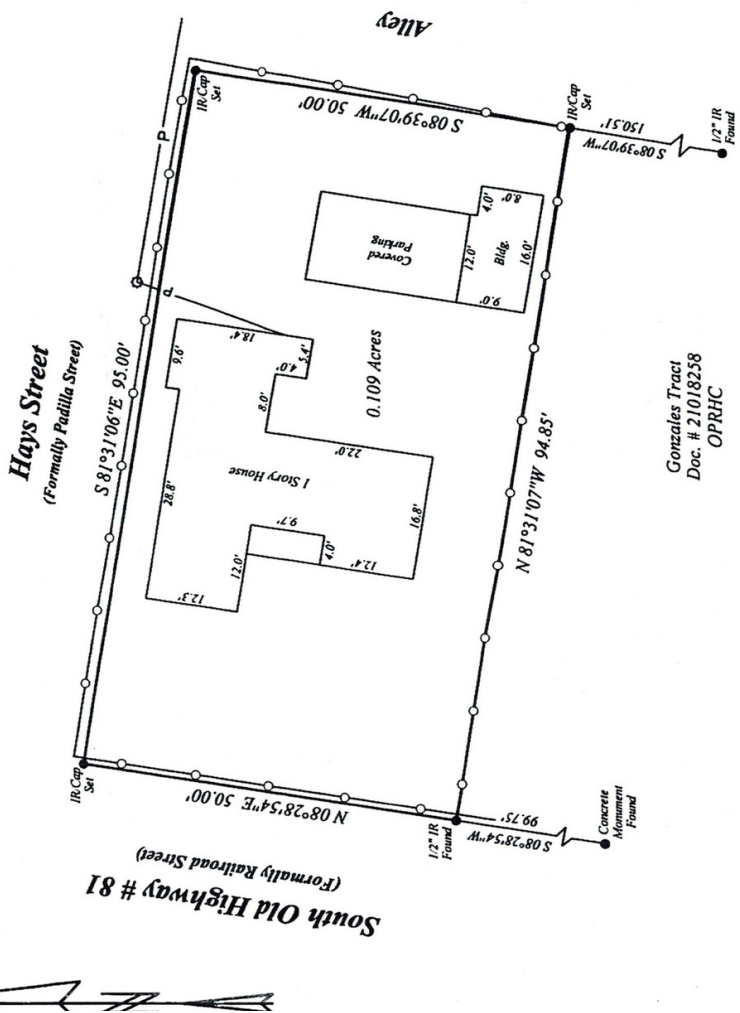 Alley
Hays Street
(Formally Padilla Street)
S 81°31'06"E 95.00'
IR/Cap
Set
S 08°39'07"W 50.00'
IR/Cap
Set
S 08°39'07"W
150.51'
1/2" IR
Found
P
P
Covered
Parking
Bldg.
4.0'
8.0'
12.0'
16.0'
9.0'
9.6'
18.4'
4.0'
5.4'
8.0'
0.109 Acres
1 Story House
28.8'
22.0'
9.7'
4.0'
16.8'
12.0'
12.4'
12.3'
N 81°31'07"W 94.85'
Gonzales Tract
Doc. # 21018258
OPRHC
IR/Cap
Set
N 08°28'54"E 50.00'
1/2" IR
Found
S 08°28'54"W
99.75'
Concrete
Monument
Found
South Old Highway # 81
(Formally Railroad Street)